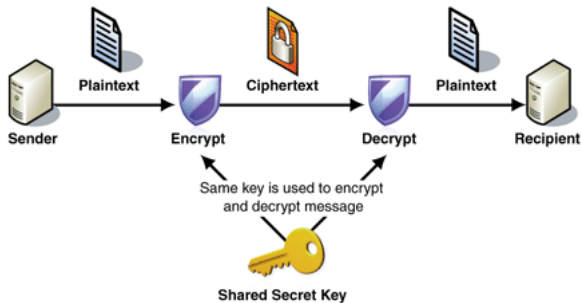 Plaintext
Ciphertext
Plaintext
Sender
Encrypt
Decrypt
Recipient
Same key is used to encrypt
and decrypt message
Shared Secret Key